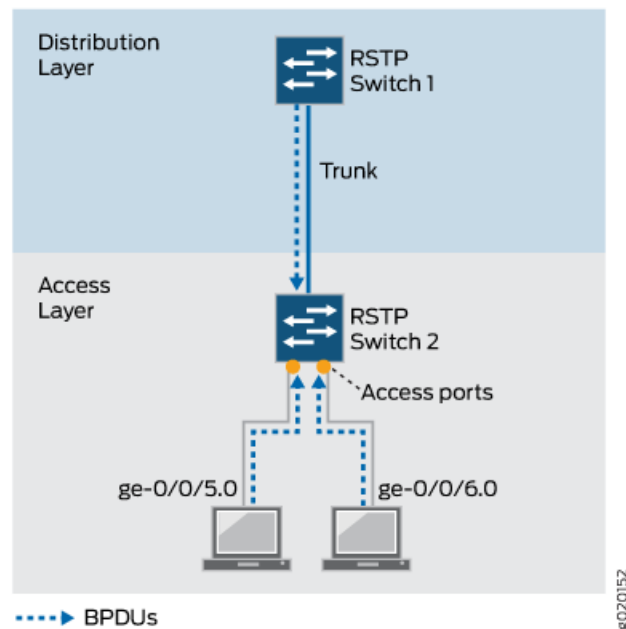 Distribution
Layer
RSTP
Switch 1
Trunk
Access
Layer
RSTP
Switch 2
Access ports
ge-0/0/5.0
ge-0/0/6.0
BPDUs
g020152